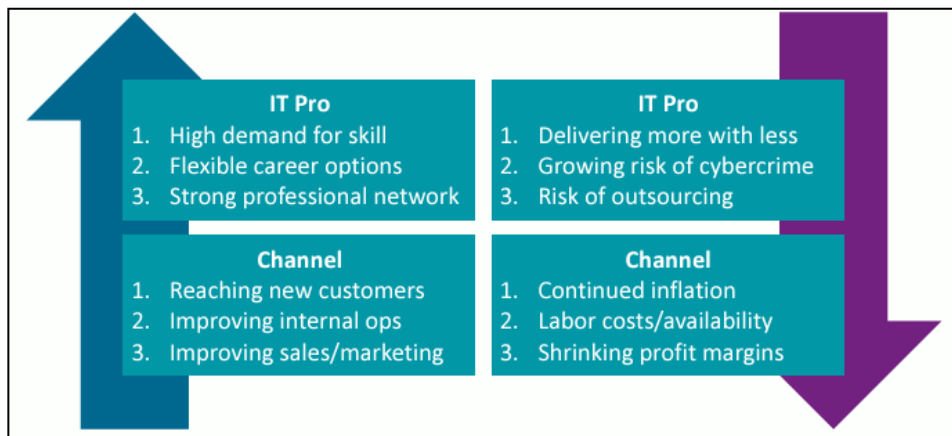 IT Pro
1. High demand for skill
2. Flexible career options
3. Strong professional network
IT Pro
1. Delivering more with less
2. Growing risk of cybercrime
3. Risk of outsourcing
Channel
1. Reaching new customers
2. Improving internal ops
3. Improving sales/marketing
Channel
1. Continued inflation
2. Labor costs/availability
3. Shrinking profit margins